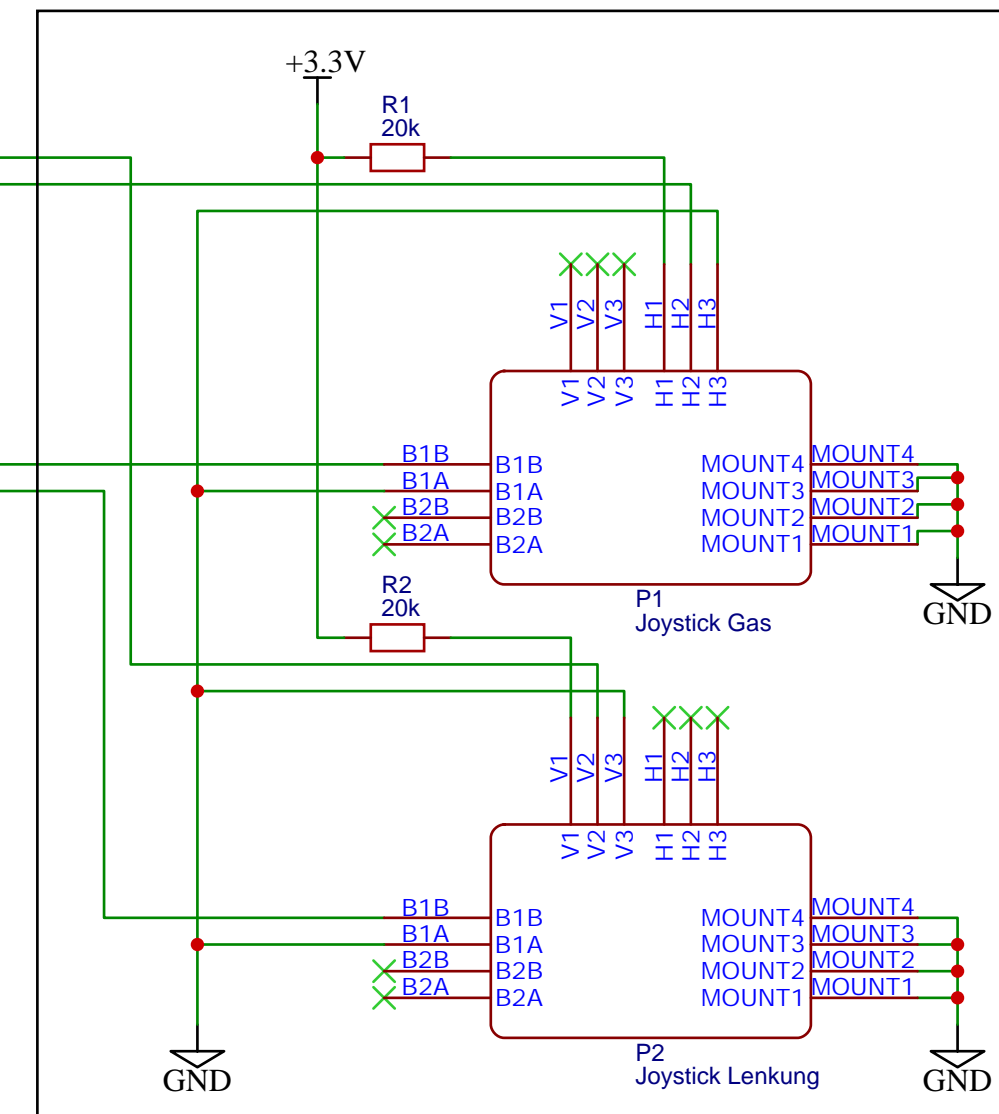 +3.3V
R1
20k
V1 V2 V3 H1 H2 H3
V1 V2 V3 H1 H2 H3
B1B B1B MOUNT4 MOUNT4
B1A B1A MOUNT3 MOUNT3
B2B B2B MOUNT2 MOUNT2
B2A B2A MOUNT1 MOUNT1
R2
20k
P1
Joystick Gas
GND
V1 V2 V3 H1 H2 H3
V1 V2 V3 H1 H2 H3
B1B B1B MOUNT4 MOUNT4
B1A B1A MOUNT3 MOUNT3
B2B B2B MOUNT2 MOUNT2
B2A B2A MOUNT1 MOUNT1
P2
Joystick Lenkung
GND
GND